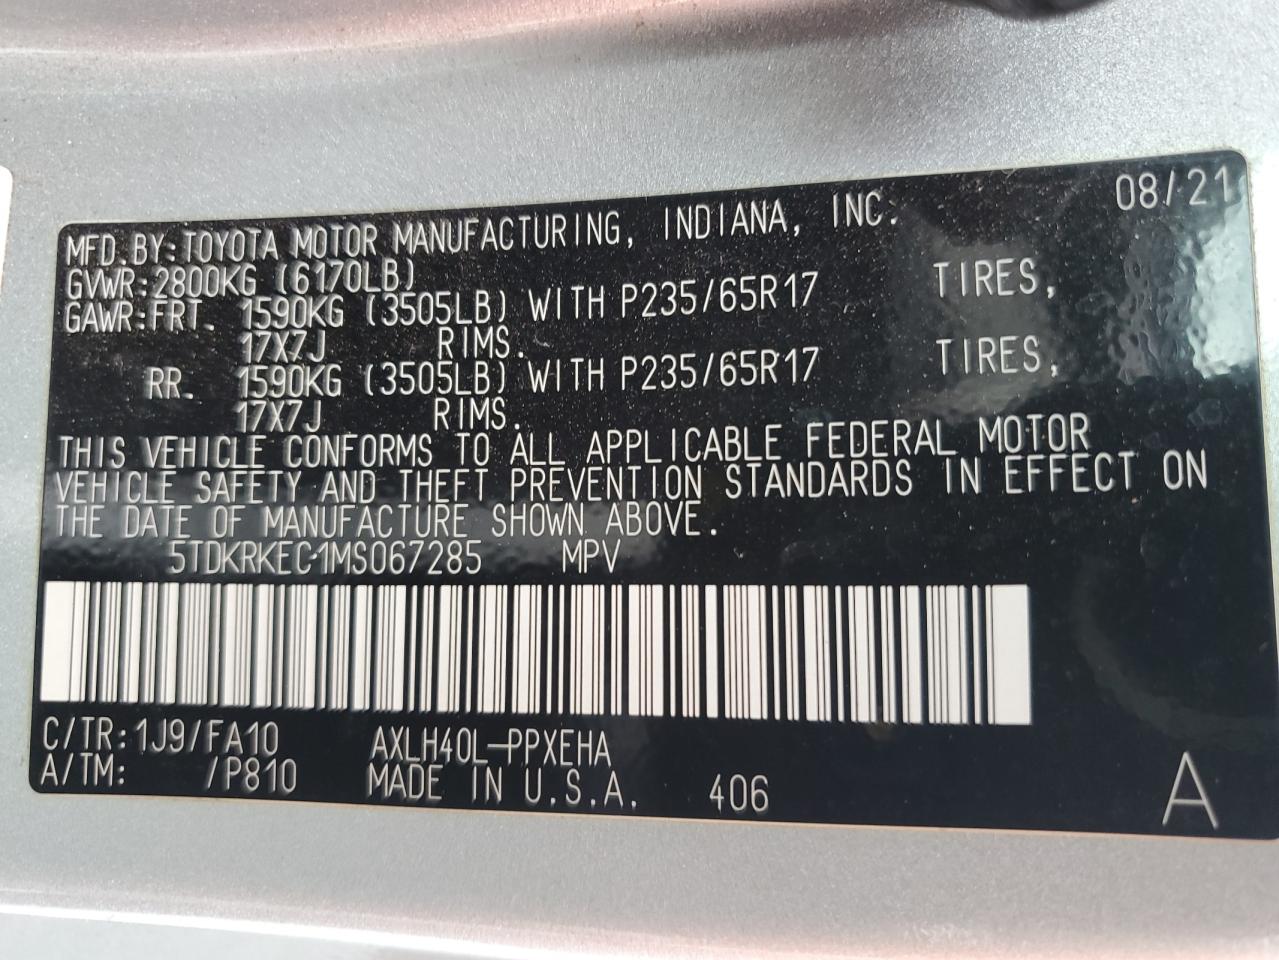 08/21
MFD.BY:TOYOTA MOTOR MANUFACTURING, INDIANA, INC.
GVWR:2800KG (6170LB)
GAWR:FRT. 1590KG (3505LB) WITH P235/65R17 TIRES,
17X7J RIMS.
RR. 1590KG (3505LB) WITH P235/65R17 TIRES,
17X7J RIMS.
THIS VEHICLE CONFORMS TO ALL APPLICABLE FEDERAL MOTOR
VEHICLE SAFETY AND THEFT PREVENTION STANDARDS IN EFFECT ON
THE DATE OF MANUFACTURE SHOWN ABOVE.
5TDKRKEC1MS067285 MPV
C/TR:1J9/FA10 AXLH40L-PPXEHA
A/TM: /P810 MADE IN U.S.A. 406
A